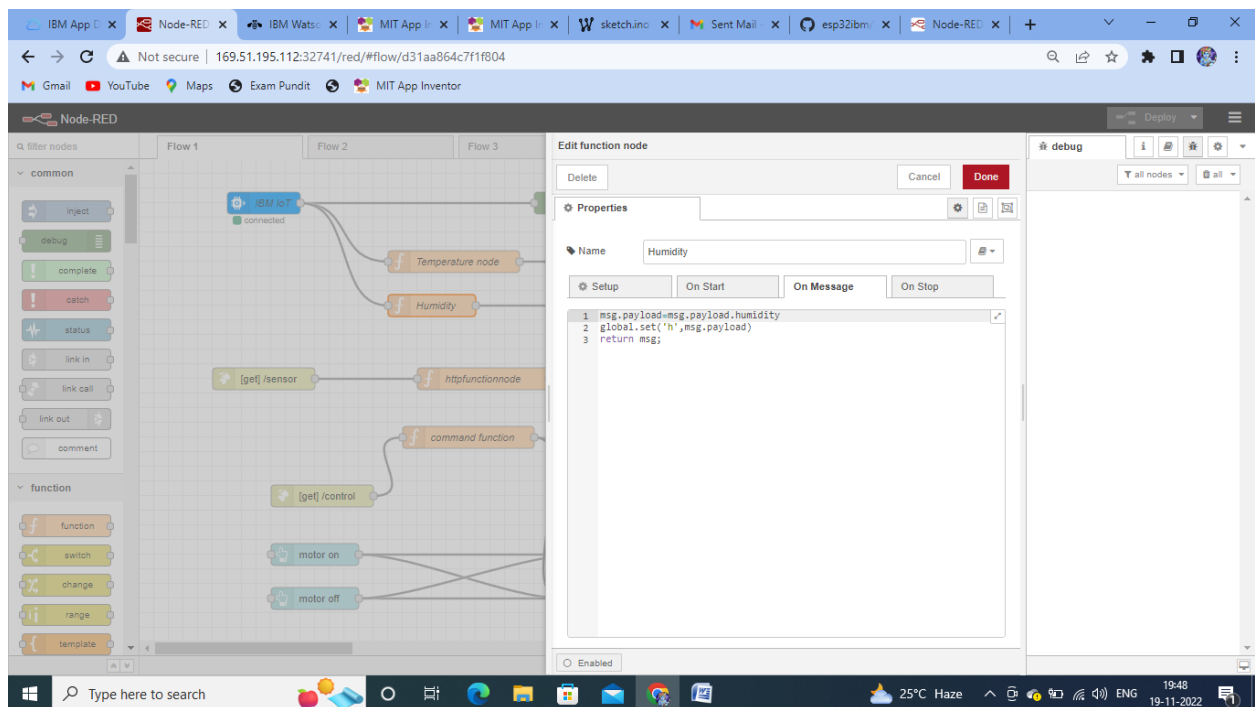 IBM App D
Node-RED
IBM Watso
MIT App In
MIT App In
sketch.ino
Sent Mail -
esp32ibm/
Node-RED
Not secure | 169.51.195.112:32741/red/#flow/d31aa864c7f1f804
Gmail YouTube Maps Exam Pundit MIT App Inventor
Node-RED
Deploy
filter nodes
common
inject
debug
complete
catch
status
link in
link call
link out
comment
function
function
switch
change
range
template
Flow 1 Flow 2 Flow 3
IBM IoT
connected
Temperature node
Humidity
[get] /sensor
httpfunctionnode
command function
[get] /control
motor on
motor off
Edit function node
Delete Cancel Done
Properties
Name Humidity
Setup On Start On Message On Stop
1 msg.payload=msg.payload.humidity
2 global.set('h',msg.payload)
3 return msg;
Enabled
debug
all nodes all
Type here to search
25°C Haze
ENG
19:48
19-11-2022